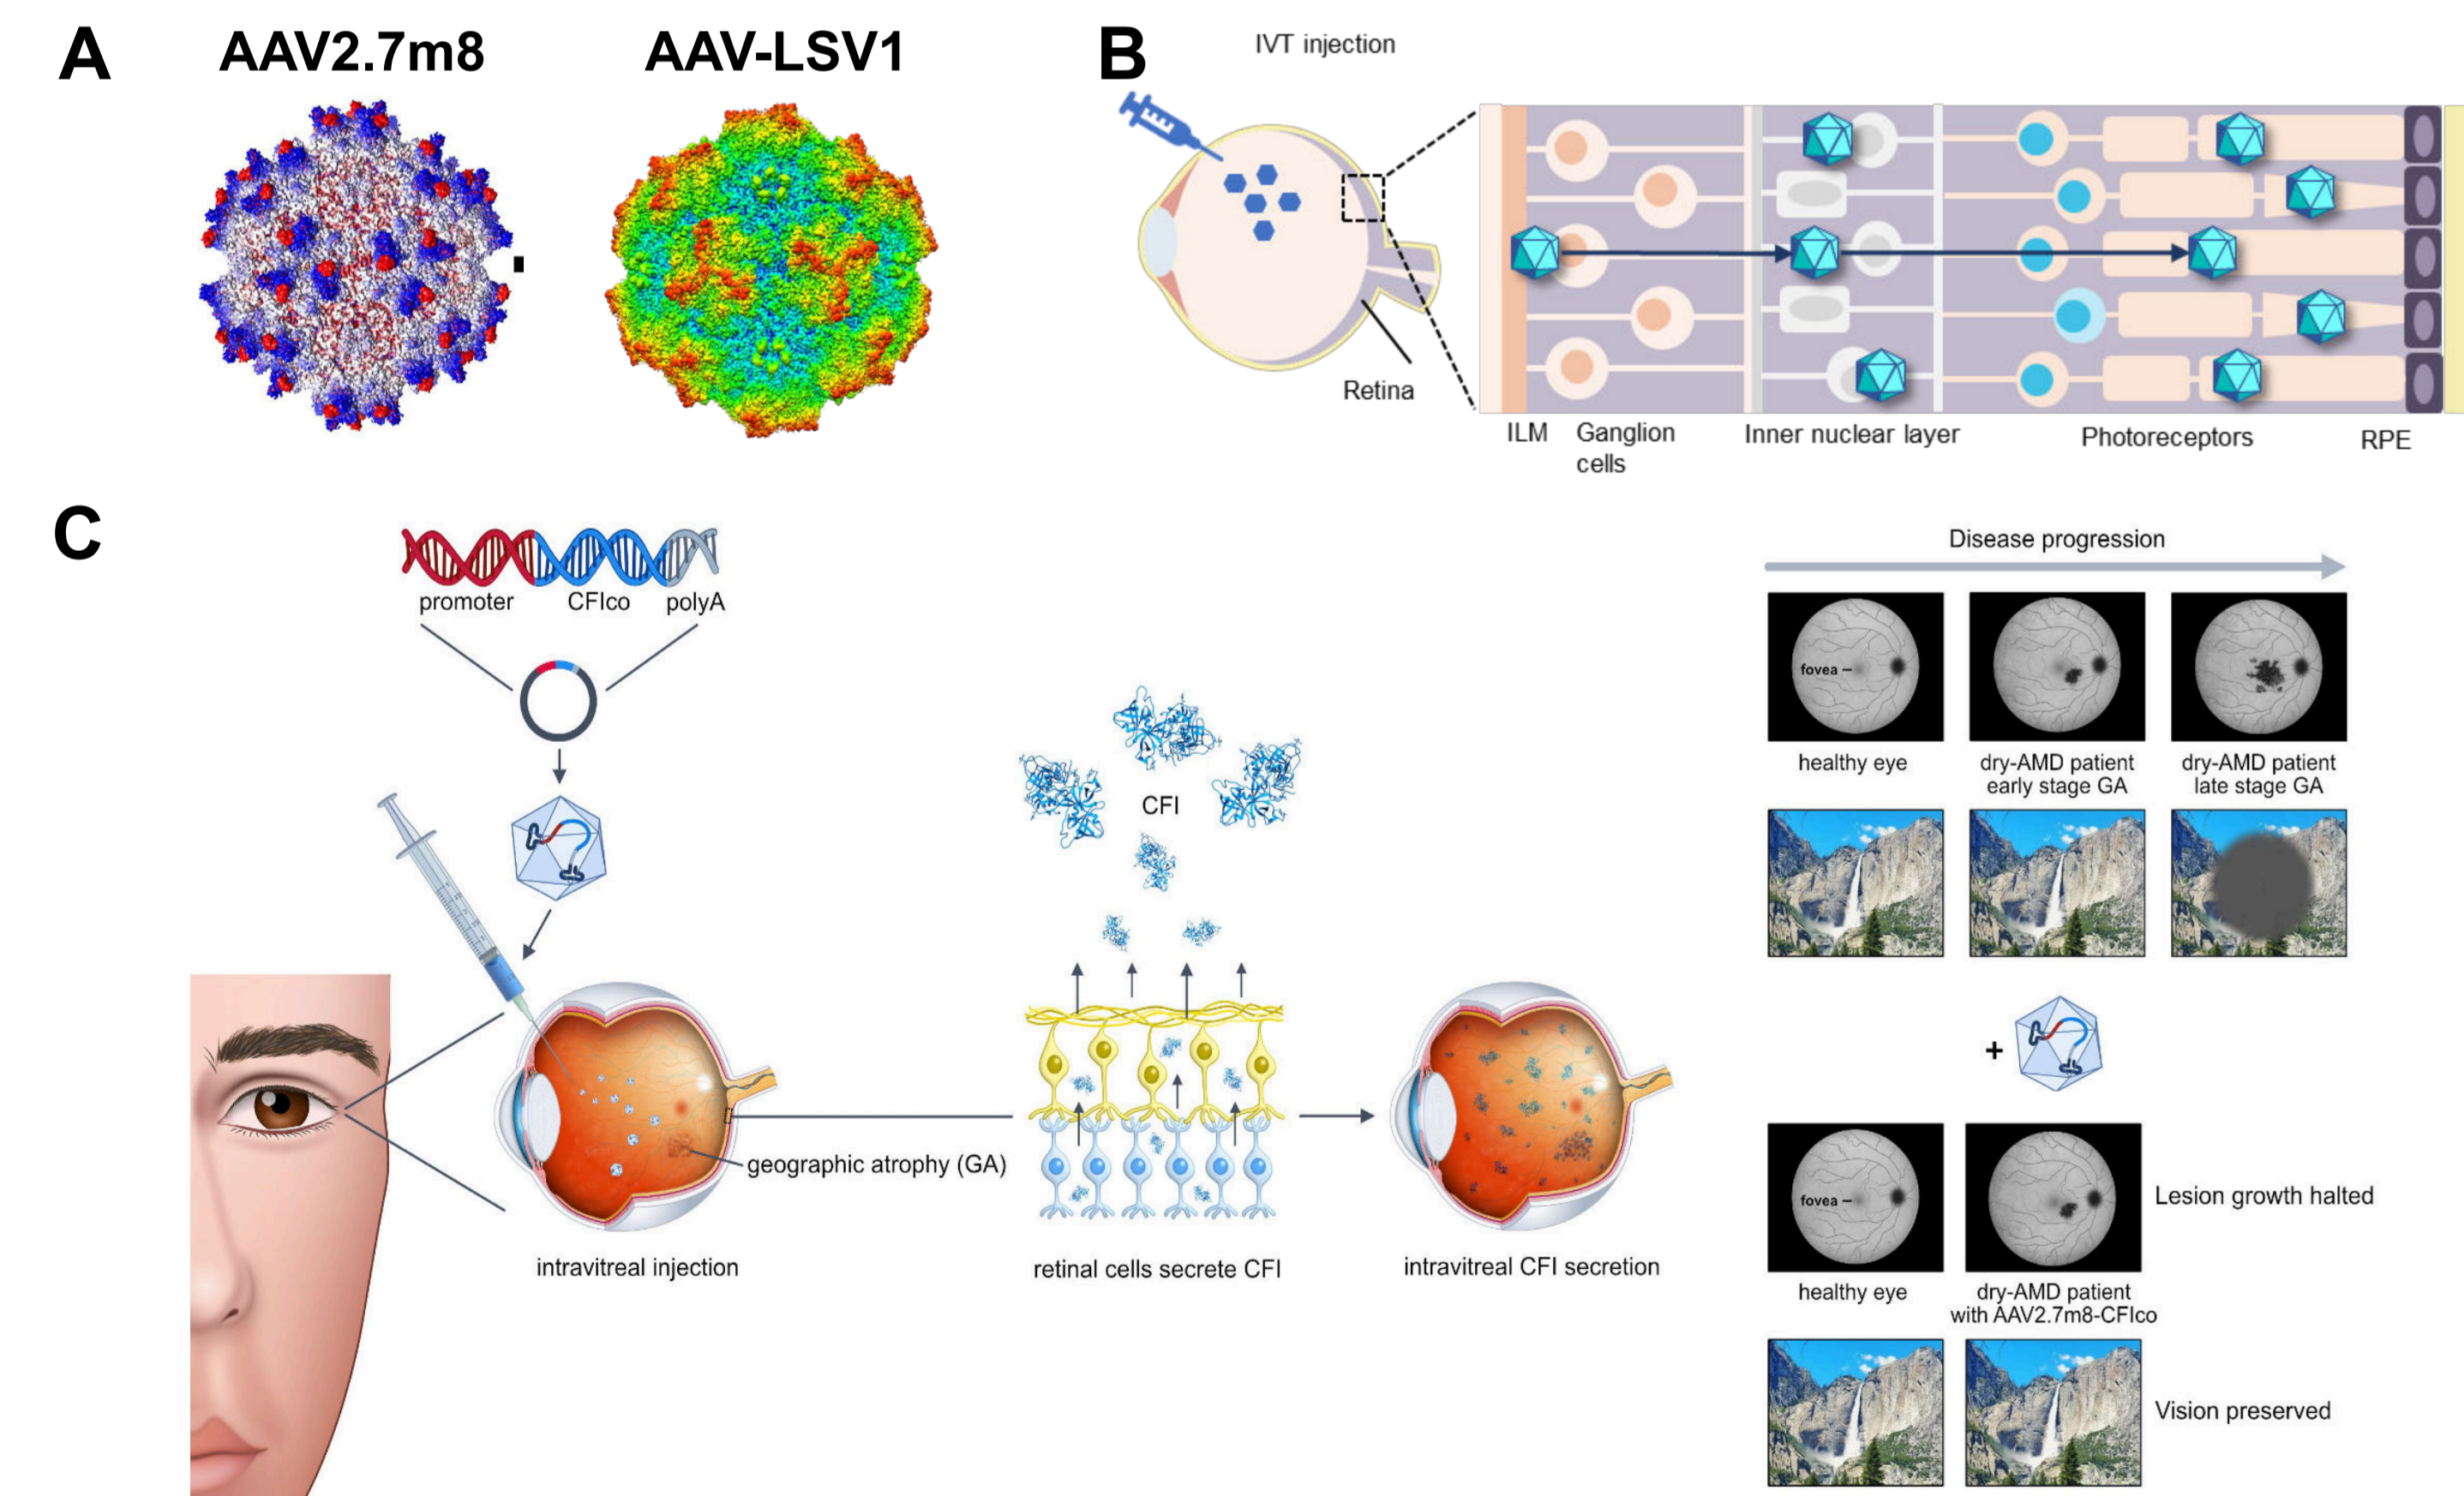 A
AAV2.7m8
AAV-LSV1
B
IVT injection
Retina
ILM
Ganglion
cells
Inner nuclear layer
Photoreceptors
RPE
C
promoter
CFIco
polyA
CFI
geographic atrophy (GA)
intravitreal injection
retinal cells secrete CFI
intravitreal CFI secretion
Disease progression
fovea
healthy eye
dry-AMD patient
early stage GA
dry-AMD patient
late stage GA
+
fovea
Lesion growth halted
healthy eye
dry-AMD patient
with AAV2.7m8-CFIco
Vision preserved